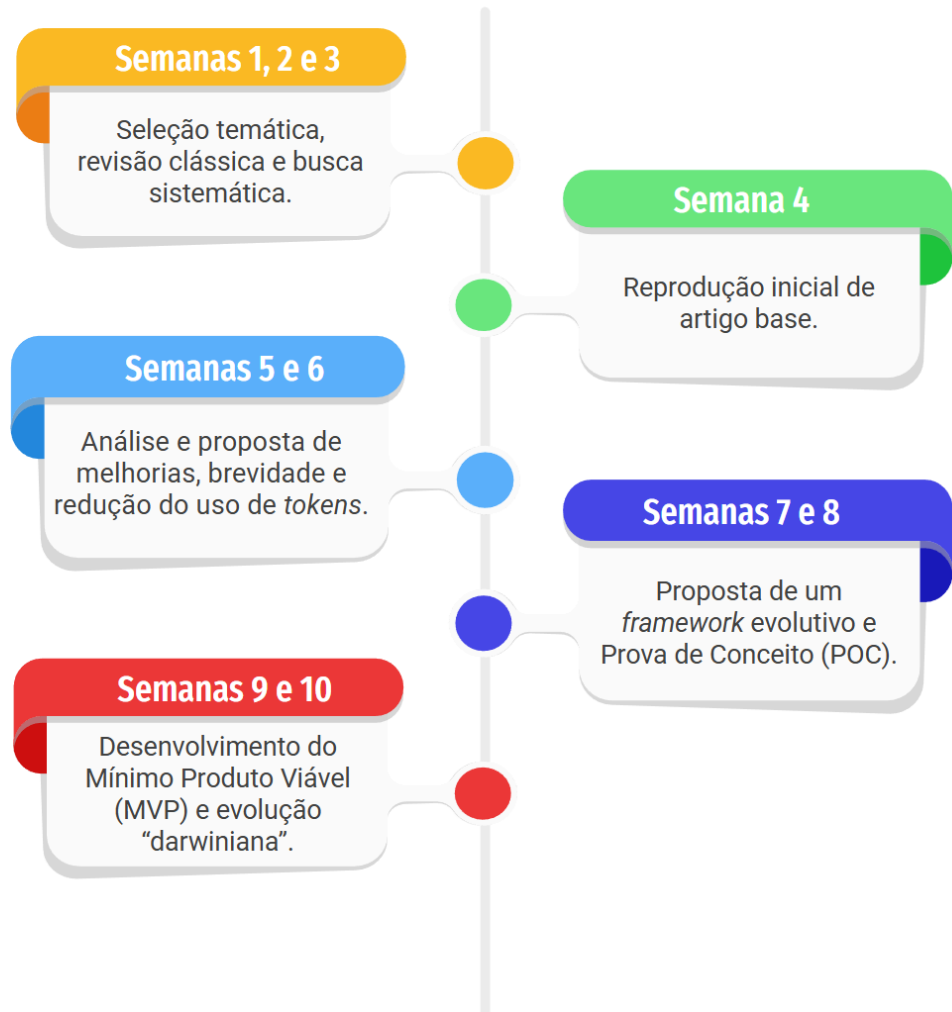 Semanas 1, 2 e 3
Seleção temática,
revisão clássica e busca
sistemática.
Semana 4
Reprodução inicial de
artigo base.
Semanas 5 e 6
Análise e proposta de
melhorias, brevidade e
redução do uso de tokens.
Semanas 7 e 8
Proposta de um
framework evolutivo e
Prova de Conceito (POC).
Semanas 9 e 10
Desenvolvimento do
Mínimo Produto Viável
(MVP) e evolução
“darwiniana”.